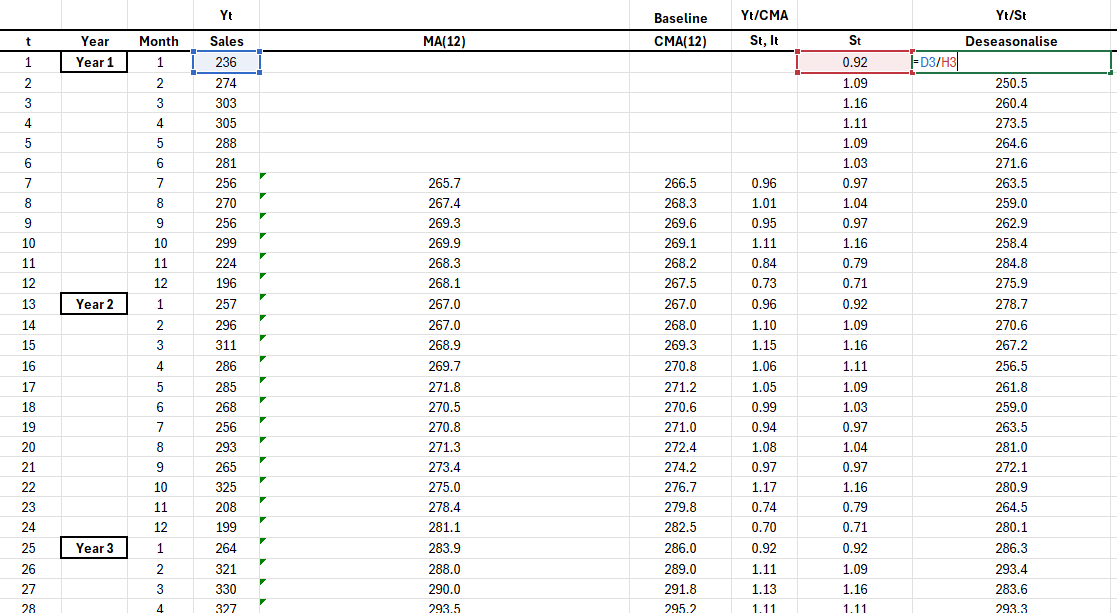 Yt Baseline Yt/CMA Yt/St
t Year Month Sales MA(12) CMA(12) St, It St Deseasonalise
1 Year 1 1 236 0.92 =D3/H3
2 2 274 1.09 250.5
3 3 303 1.16 260.4
4 4 305 1.11 273.5
5 5 288 1.09 264.6
6 6 281 1.03 271.6
7 7 256 265.7 266.5 0.96 0.97 263.5
8 8 270 267.4 268.3 1.01 1.04 259.0
9 9 256 269.3 269.6 0.95 0.97 262.9
10 10 299 269.9 269.1 1.11 1.16 258.4
11 11 224 268.3 268.2 0.84 0.79 284.8
12 12 196 268.1 267.5 0.73 0.71 275.9
13 Year 2 1 257 267.0 267.0 0.96 0.92 278.7
14 2 296 267.0 268.0 1.10 1.09 270.6
15 3 311 268.9 269.3 1.15 1.16 267.2
16 4 286 269.7 270.8 1.06 1.11 256.5
17 5 285 271.8 271.2 1.05 1.09 261.8
18 6 268 270.5 270.6 0.99 1.03 259.0
19 7 256 270.8 271.0 0.94 0.97 263.5
20 8 293 271.3 272.4 1.08 1.04 281.0
21 9 265 273.4 274.2 0.97 0.97 272.1
22 10 325 275.0 276.7 1.17 1.16 280.9
23 11 208 278.4 279.8 0.74 0.79 264.5
24 12 199 281.1 282.5 0.70 0.71 280.1
25 Year 3 1 264 283.9 286.0 0.92 0.92 286.3
26 2 321 288.0 289.0 1.11 1.09 293.4
27 3 330 290.0 291.8 1.13 1.16 283.6
28 4 327 293.5 295.2 1.11 1.11 293.3